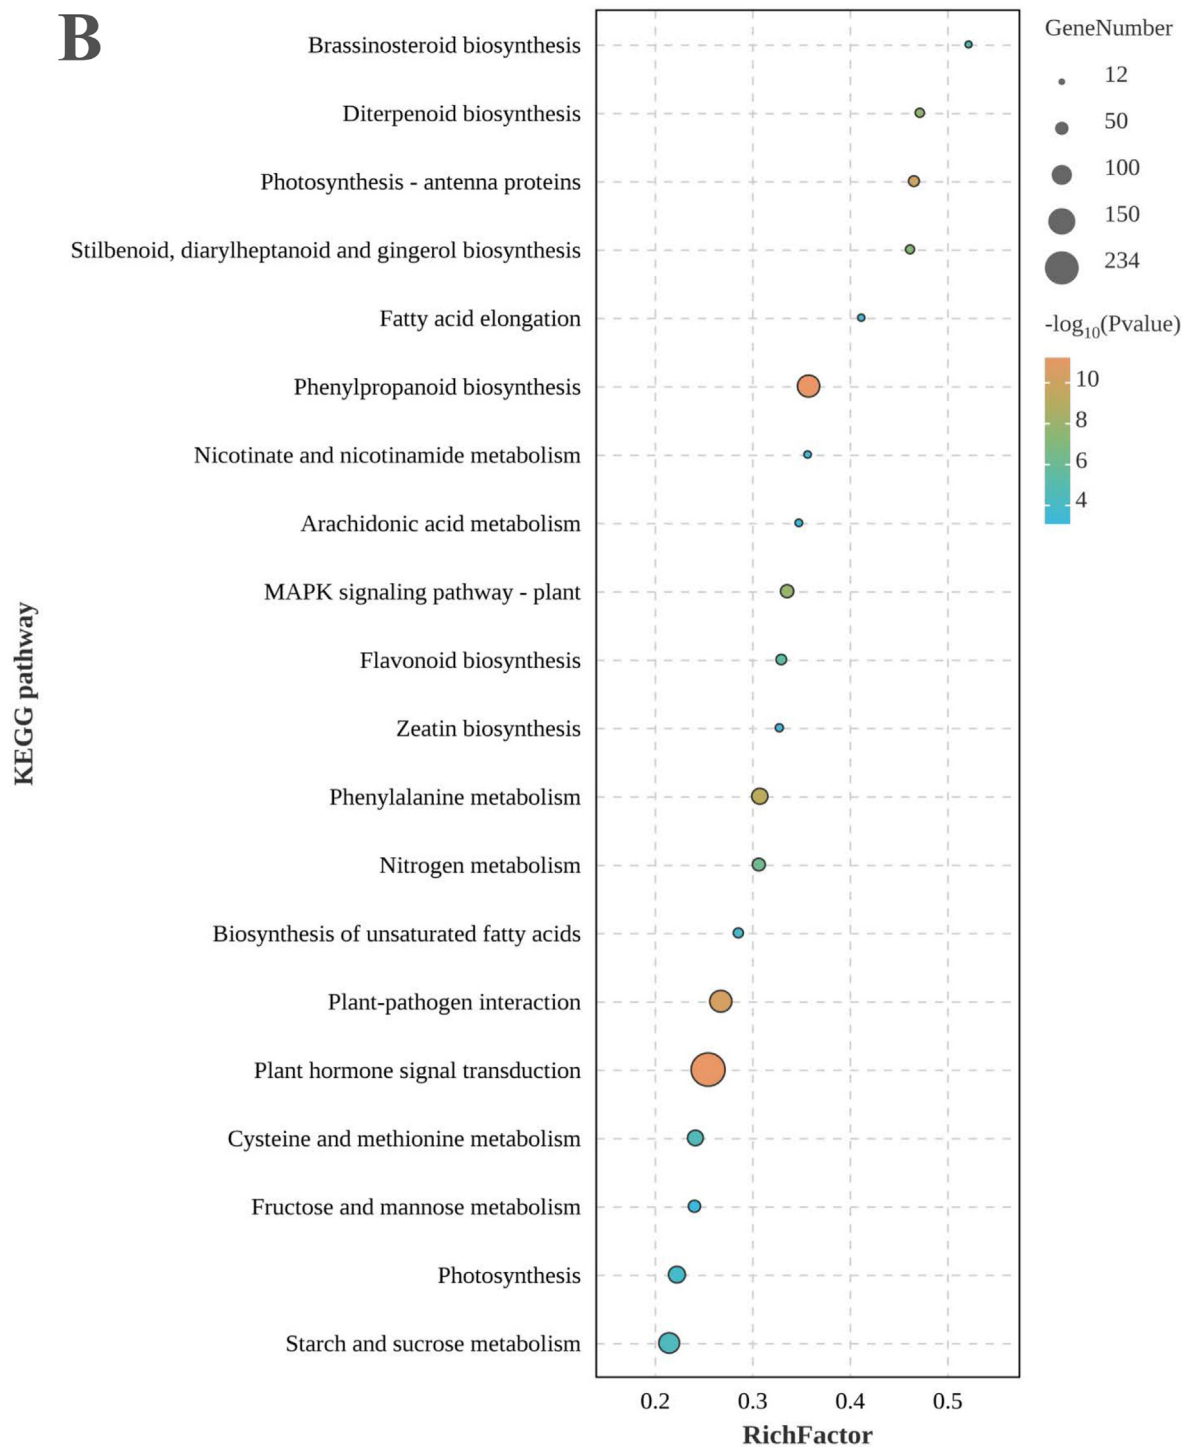 B
Brassinosteroid biosynthesis
Diterpenoid biosynthesis
Photosynthesis - antenna proteins
Stilbenoid, diarylheptanoid and gingerol biosynthesis
Fatty acid elongation
Phenylpropanoid biosynthesis
Nicotinate and nicotinamide metabolism
Arachidonic acid metabolism
MAPK signaling pathway - plant
Flavonoid biosynthesis
Zeatin biosynthesis
Phenylalanine metabolism
Nitrogen metabolism
Biosynthesis of unsaturated fatty acids
Plant-pathogen interaction
Plant hormone signal transduction
Cysteine and methionine metabolism
Fructose and mannose metabolism
Photosynthesis
Starch and sucrose metabolism
KEGG pathway
0.2 0.3 0.4 0.5
RichFactor
GeneNumber
12
50
100
150
234
-log10(Pvalue)
10
8
6
4